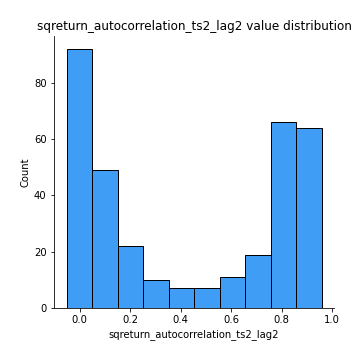 sqreturn_autocorrelation_ts2_lag2 value distribution
80
60
40
20
0
Count
0.0 0.2 0.4 0.6 0.8 1.0
sqreturn_autocorrelation_ts2_lag2